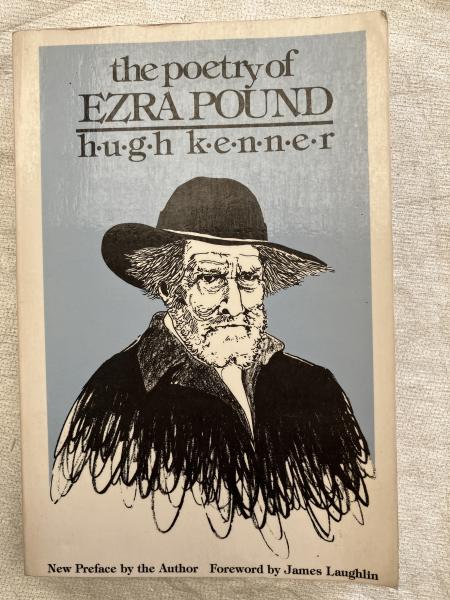 the poetry of
EZRA POUND
h·u·g·h k·e·n·n·e·r
New Preface by the Author Foreword by James Laughlin